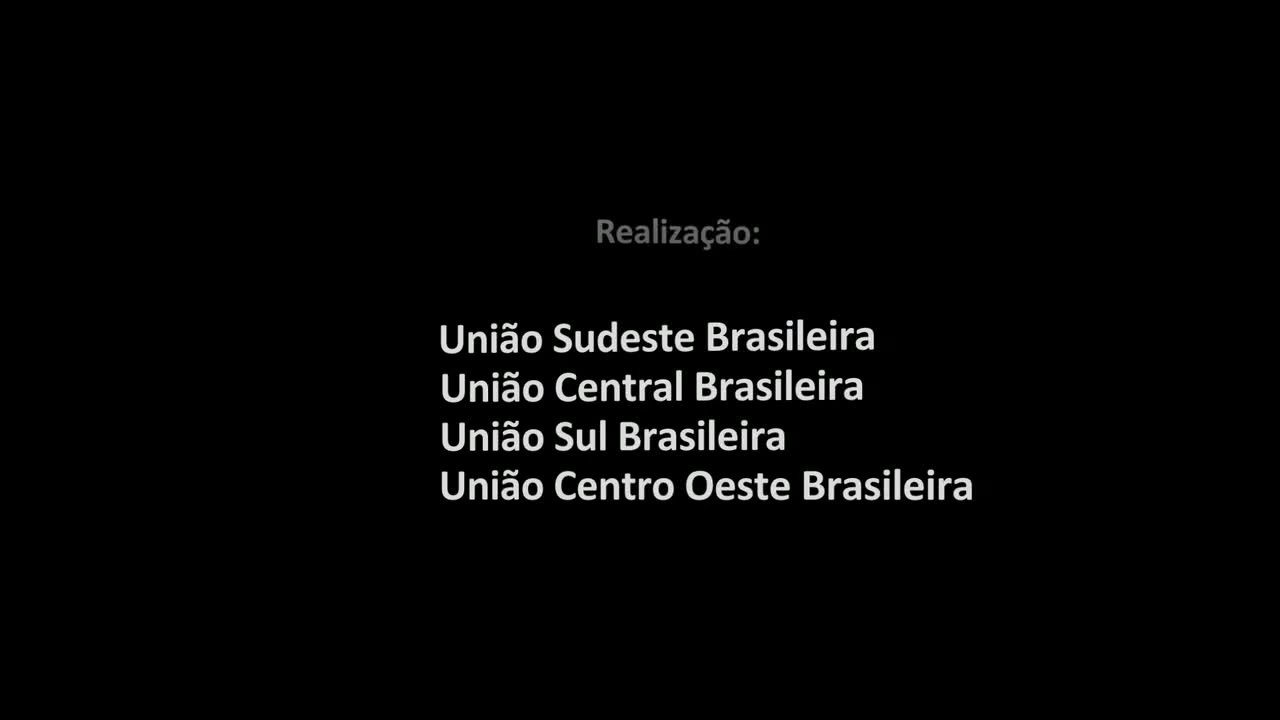 Realização:
União Sudeste Brasileira
União Central Brasileira
União Sul Brasileira
União Centro Oeste Brasileira